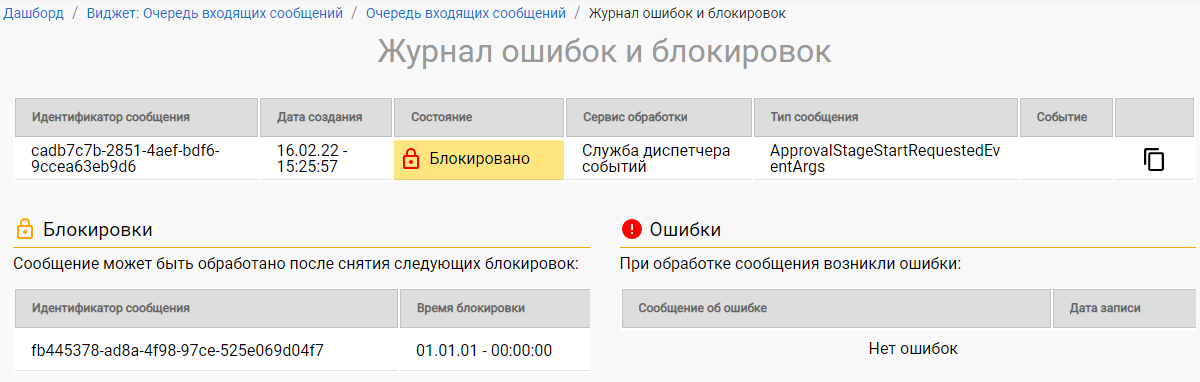 Дашборд / Виджет: Очередь входящих сообщений / Очередь входящих сообщений / Журнал ошибок и блокировок
Журнал ошибок и блокировок
Идентификатор сообщения Дата создания Состояние Сервис обработки Тип сообщения Событие
cadb7c7b-2851-4aef-bdf6- 16.02.22 - Блокировано Служба диспетчера ApprovalStageStartRequestedEv
9ccea63eb9d6 15:25:57 событий entArgs
Блокировки
Сообщение может быть обработано после снятия следующих блокировок:
Идентификатор сообщения Время блокировки
fb445378-ad8a-4f98-97ce-525e069d04f7 01.01.01 - 00:00:00
Ошибки
При обработке сообщения возникли ошибки:
Сообщение об ошибке Дата записи
Нет ошибок